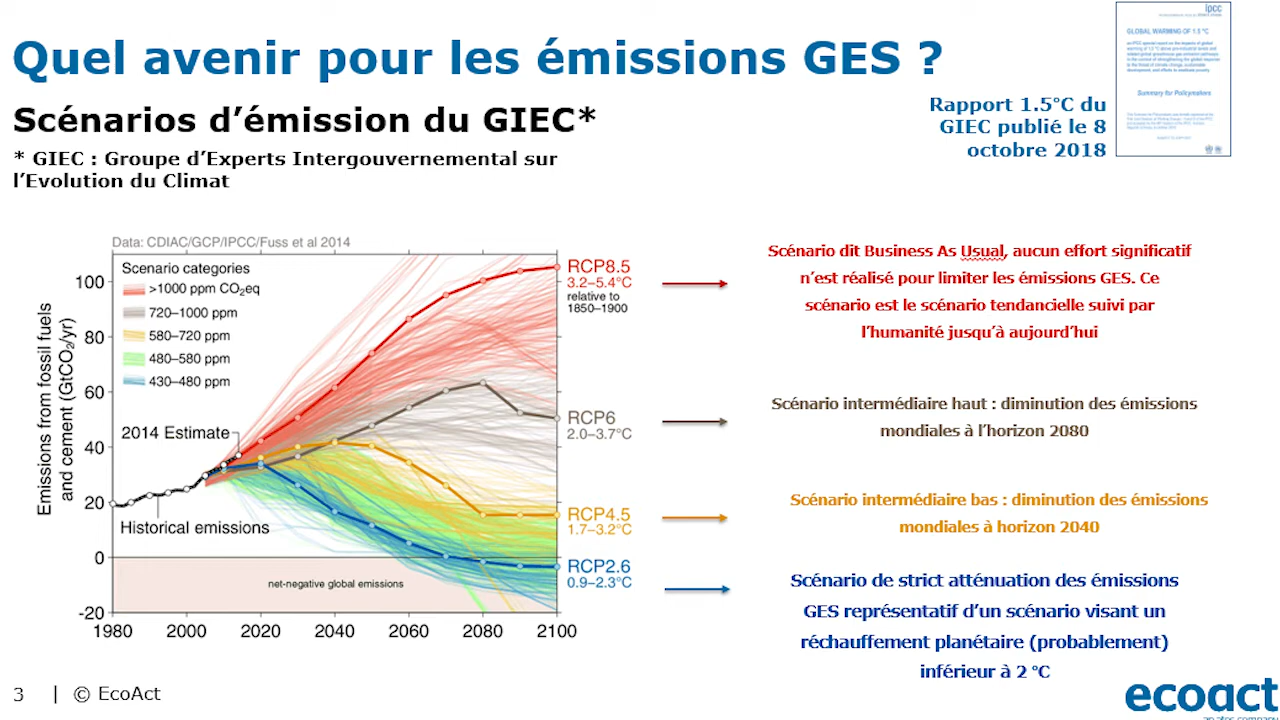 Quel avenir pour les émissions GES ?
Scénarios d’émission du GIEC*
* GIEC : Groupe d’experts Intergouvernemental sur
l’Evolution du Climat
Rapport 1.5°C du
GIEC publié le 8
octobre 2018
ipcc
GLOBAL WARMING OF 1.5 °C
Summary for Policymakers
Data: CDIAC/GCP/IPCC/Fuss et al 2014
Emissions from fossil fuels
and cement (GtCO₂/yr)
100
80
60
40
20
0
-20
Scenario categories
>1000 ppm CO₂eq
720–1000 ppm
580–720 ppm
480–580 ppm
430–480 ppm
2014 Estimate
Historical emissions
net-negative global emissions
1980 2000 2020 2040 2060 2080 2100
RCP8.5
3.2–5.4°C
relative to
1850–1900
RCP6
2.0–3.7°C
RCP4.5
1.7–3.2°C
RCP2.6
0.9–2.3°C
Scénario dit Business As Usual, aucun effort significatif
n’est réalisé pour limiter les émissions GES. Ce
scénario est le scénario tendancielle suivi par
l’humanité jusqu’à aujourd’hui
Scénario intermédiaire haut : diminution des émissions
mondiales à l’horizon 2080
Scénario intermédiaire bas : diminution des émissions
mondiales à horizon 2040
Scénario de strict atténuation des émissions
GES représentatif d’un scénario visant un
réchauffement planétaire (probablement)
inférieur à 2 °C
3 | © EcoAct
ecoact